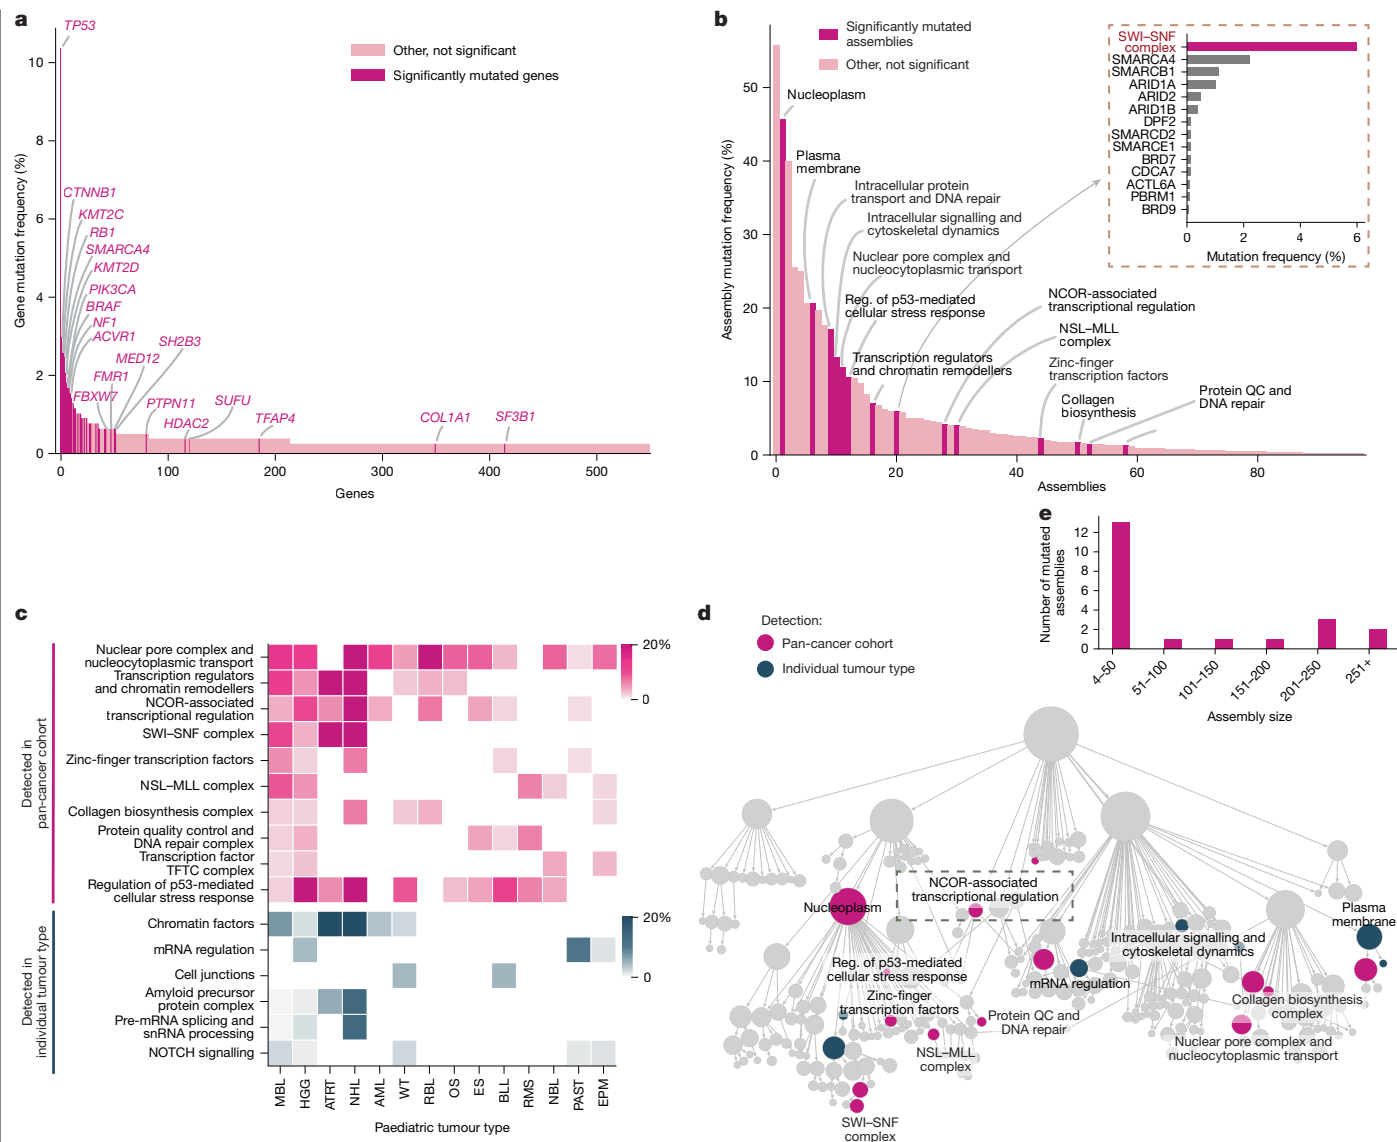 a
TP53
Other, not significant
Significantly mutated genes
Gene mutation frequency (%)
10
8
6
4
2
0
CTNNB1
KMT2C
RB1
SMARCA4
KMT2D
PIK3CA
BRAF
NF1
ACVR1
SH2B3
MED12
FMR1
FBXW7
PTPN11
SUFU
HDAC2
TFAP4
COL1A1
SF3B1
0
100
200
300
400
500
Genes
b
Significantly mutated
assemblies
Other, not significant
Assembly mutation frequency (%)
50
40
30
20
10
0
Nucleoplasm
Plasma
membrane
Intracellular protein
transport and DNA repair
Intracellular signalling and
cytoskeletal dynamics
Nuclear pore complex and
nucleocytoplasmic transport
Reg. of p53-mediated
cellular stress response
Transcription regulators
and chromatin remodellers
NCOR-associated
transcriptional regulation
NSL–MLL
complex
Zinc-finger
transcription factors
Collagen
biosynthesis
Protein QC and
DNA repair
0
20
40
60
80
Assemblies
SWI–SNF
complex
SMARCA4
SMARCB1
ARID1A
ARID2
ARID1B
DPF2
SMARCD2
SMARCE1
BRD7
CDCA7
ACTL6A
PBRM1
BRD9
0
2
4
6
Mutation frequency (%)
e
Number of mutated
assemblies
12
10
8
6
4
2
0
4–50
51–100
101–150
151–200
201–250
251+
Assembly size
c
Detected in
pan-cancer cohort
Nuclear pore complex and
nucleocytoplasmic transport
Transcription regulators
and chromatin remodellers
NCOR-associated
transcriptional regulation
SWI–SNF complex
Zinc-finger transcription factors
NSL–MLL complex
Collagen biosynthesis complex
Protein quality control and
DNA repair complex
Transcription factor
TFTC complex
Regulation of p53-mediated
cellular stress response
20%
0
Detected in
individual tumour type
Chromatin factors
mRNA regulation
Cell junctions
Amyloid precursor
protein complex
Pre-mRNA splicing and
snRNA processing
NOTCH signalling
20%
0
MBL
HGG
ATRT
NHL
AML
WT
RBL
OS
ES
BLL
RMS
NBL
PAST
EPM
Paediatric tumour type
d
Detection:
Pan-cancer cohort
Individual tumour type
NCOR-associated
transcriptional regulation
Nucleoplasm
Plasma
membrane
Intracellular signalling and
cytoskeletal dynamics
Reg. of p53-mediated
cellular stress response
mRNA regulation
Zinc-finger
transcription factors
Collagen biosynthesis
complex
Protein QC and
DNA repair
Nuclear pore complex and
nucleocytoplasmic transport
NSL–MLL
complex
SWI–SNF
complex